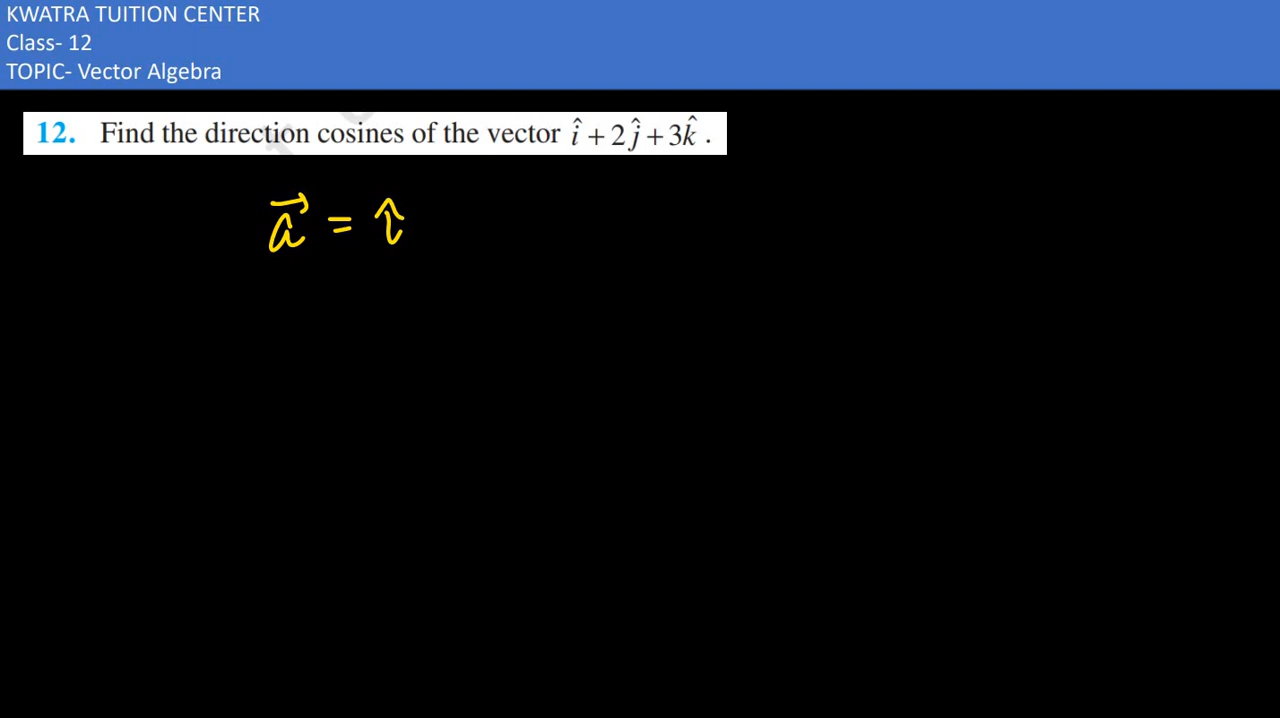 KWATRA TUITION CENTER
Class- 12
TOPIC- Vector Algebra
12. Find the direction cosines of the vector î + 2ĵ + 3k̂ .
a⃗ = î